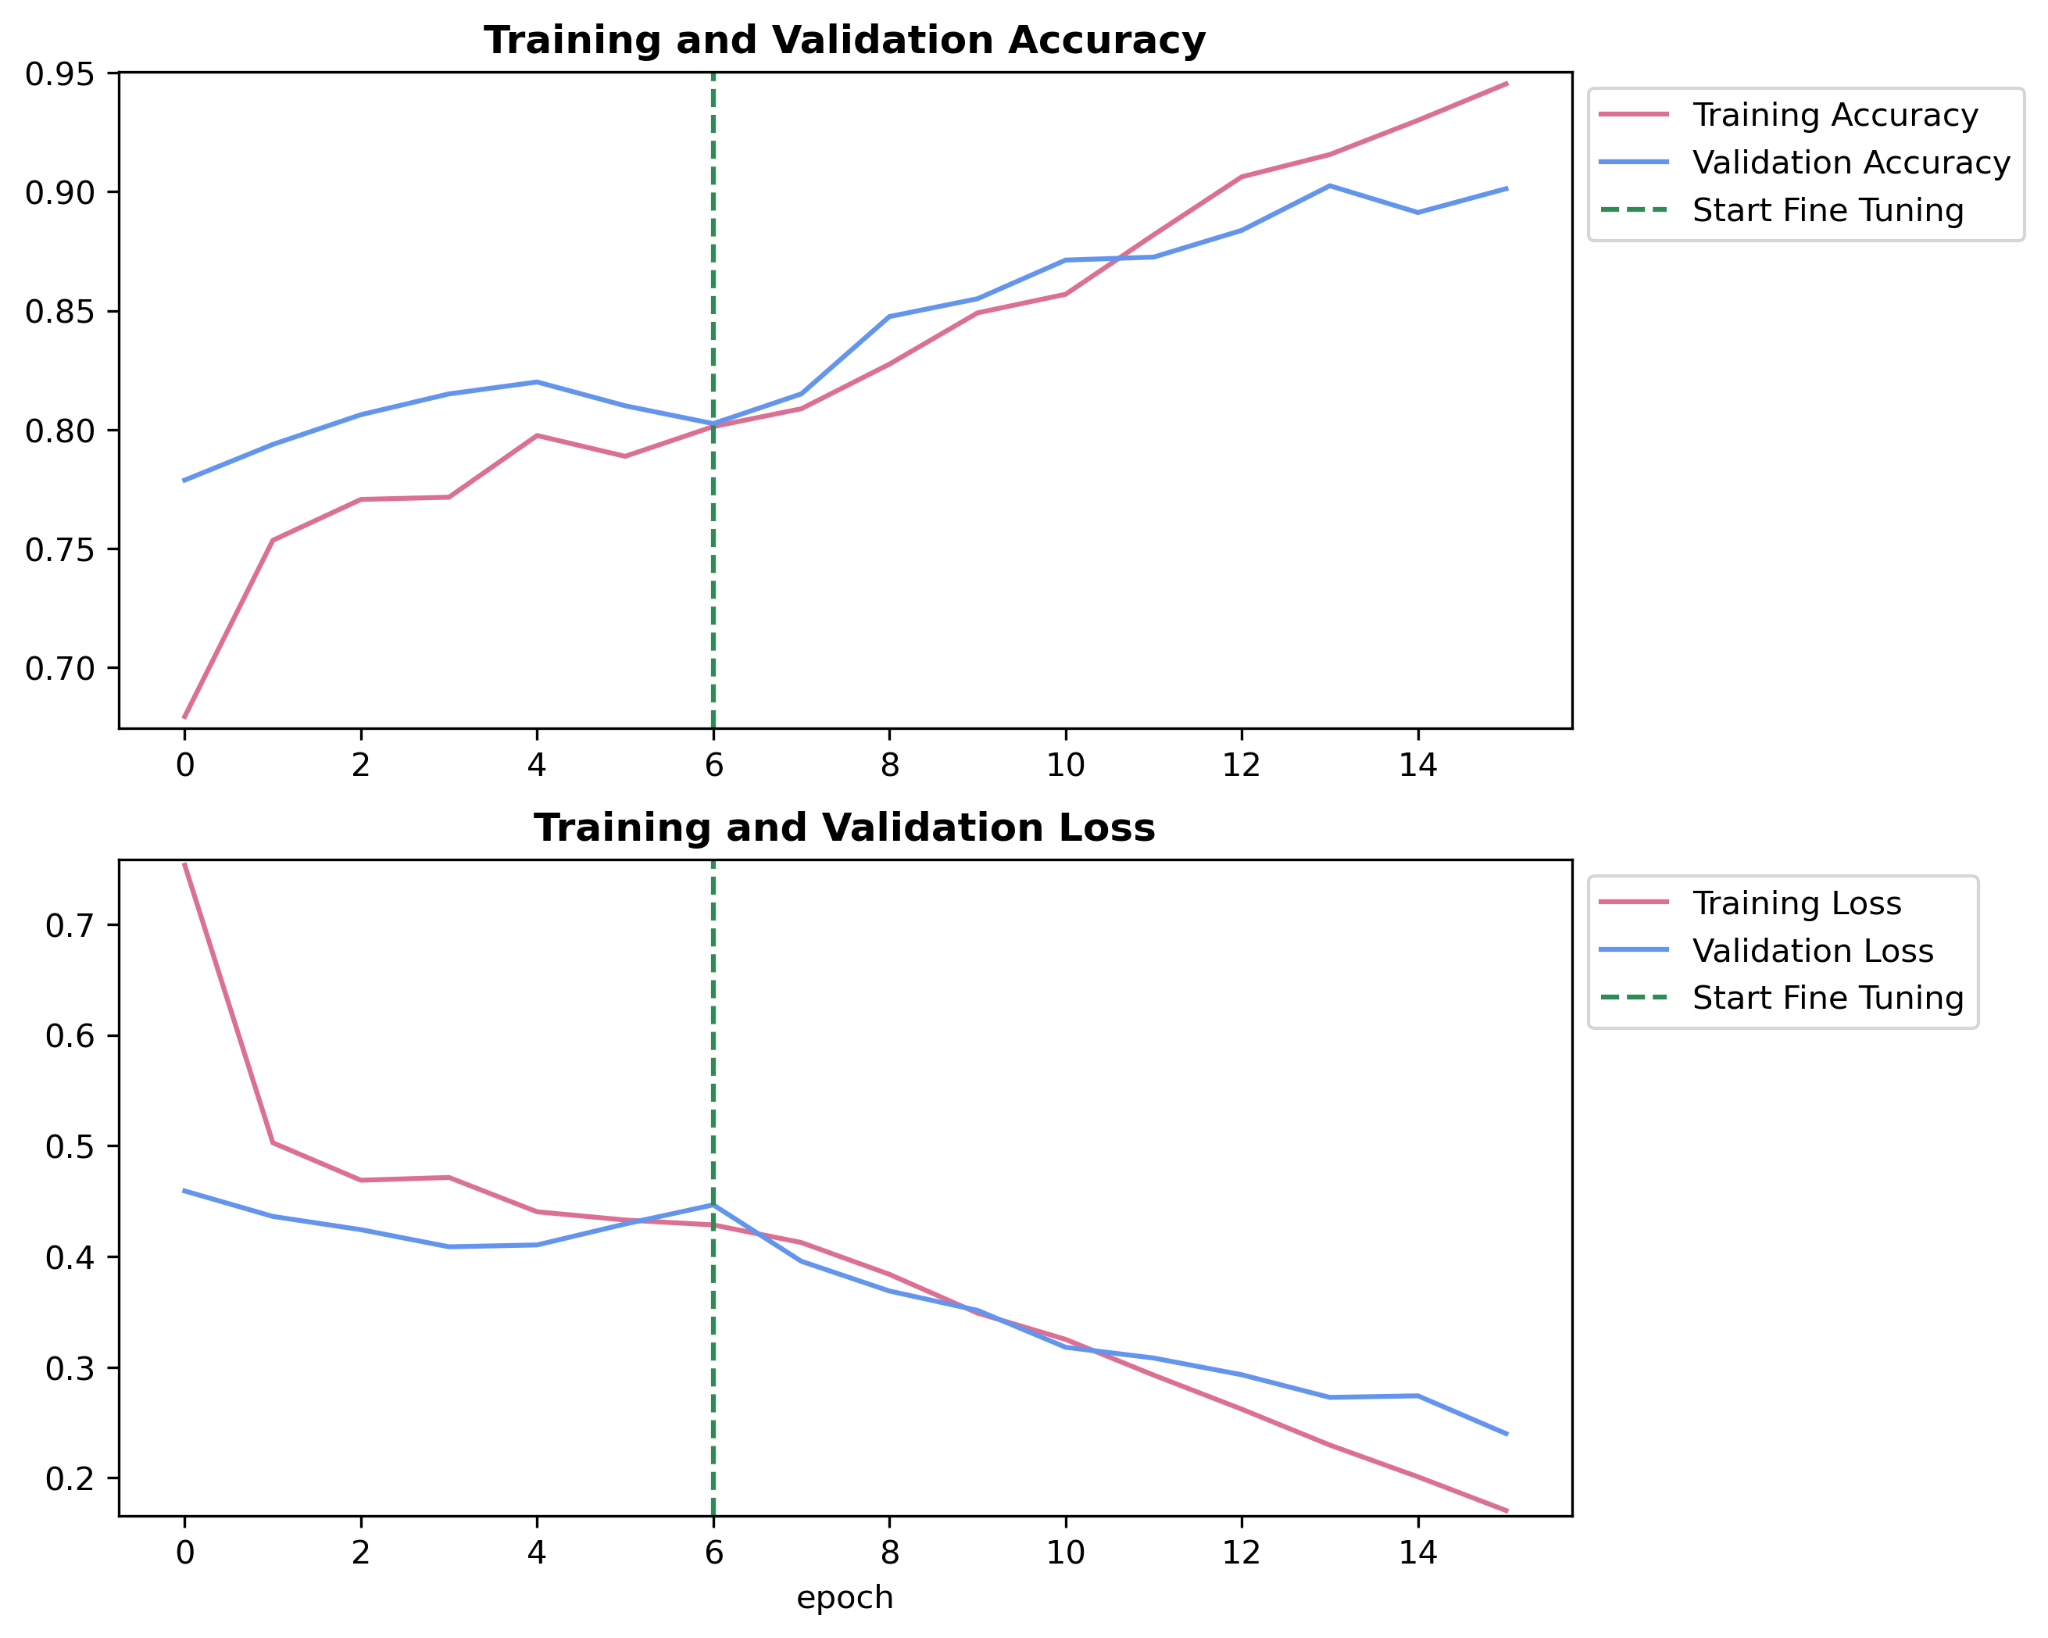 Training and Validation Accuracy
0.95
0.90
0.85
0.80
0.75
0.70
0 2 4 6 8 10 12 14
Training Accuracy
Validation Accuracy
Start Fine Tuning
Training and Validation Loss
0.7
0.6
0.5
0.4
0.3
0.2
0 2 4 6 8 10 12 14
epoch
Training Loss
Validation Loss
Start Fine Tuning